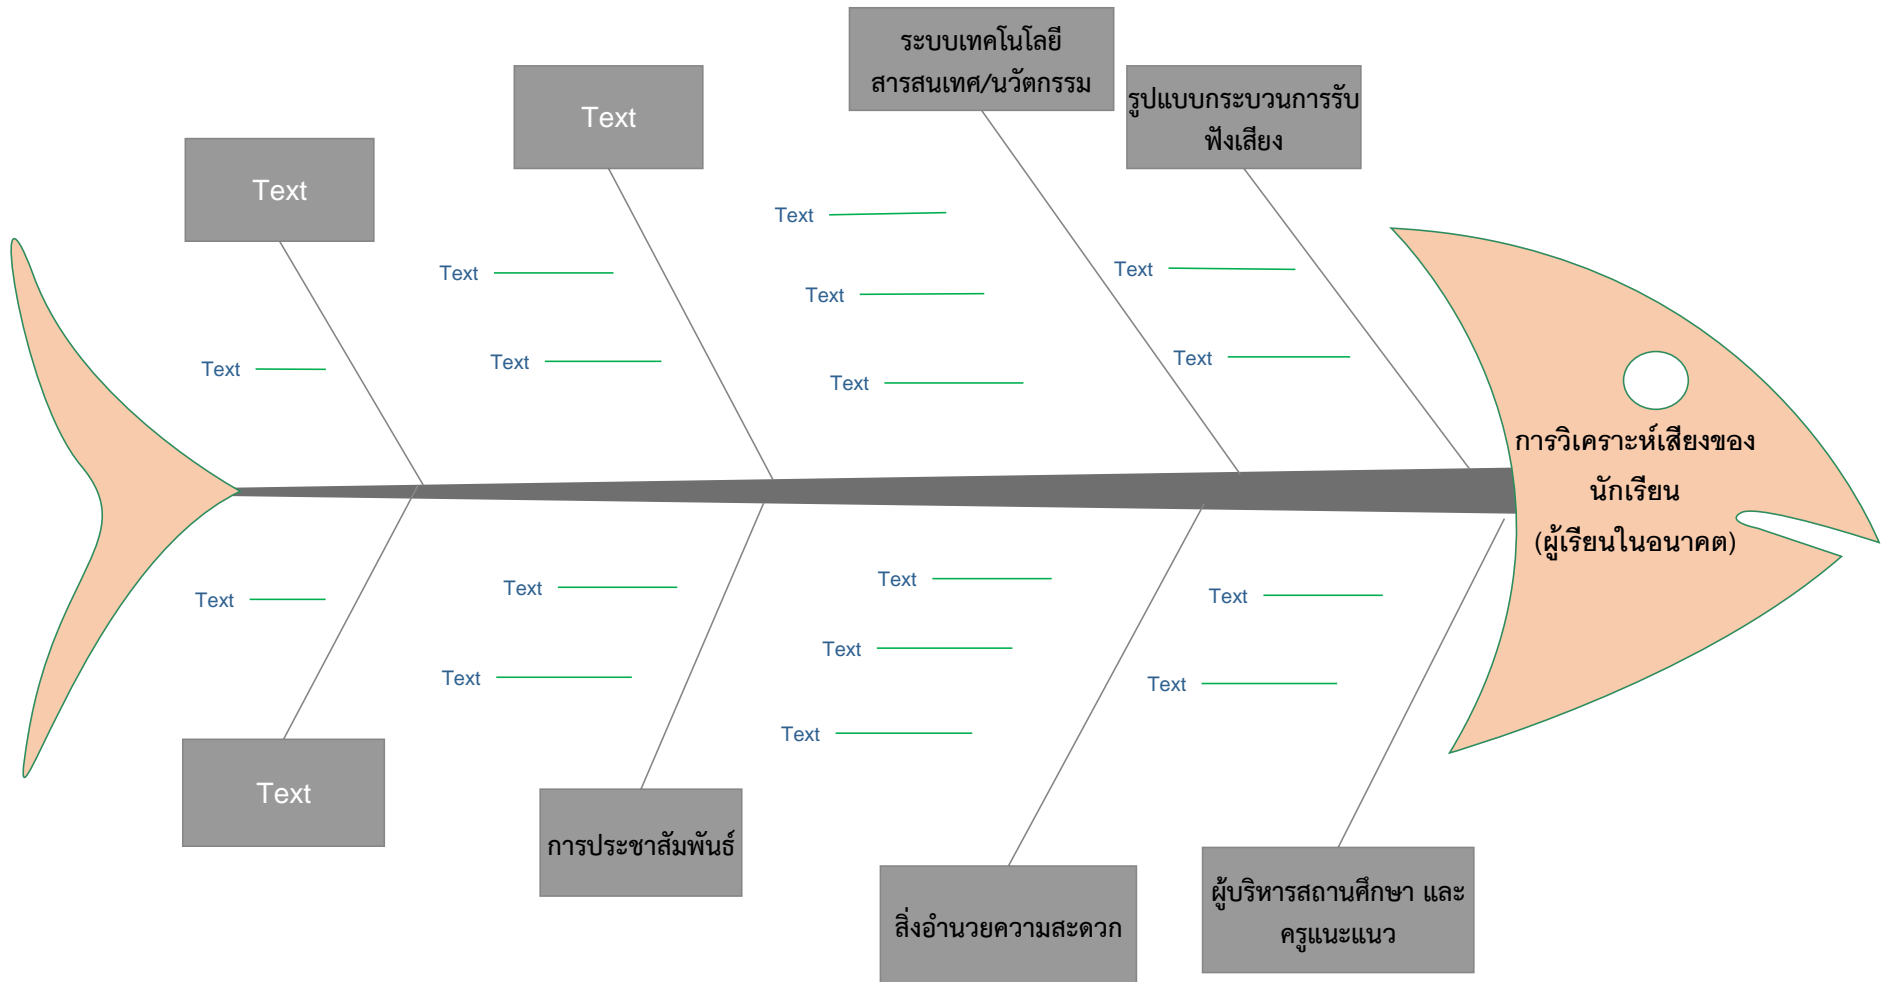 ระบบเทคโนโลยี
สารสนเทศ/นวัตกรรม
รูปแบบกระบวนการรับ
ฟังเสียง
Text
Text
Text
Text
Text
Text
Text
Text
Text
Text
Text
การวิเคราะห์เสียงของ
นักเรียน
(ผู้เรียนในอนาคต)
Text
Text
Text
Text
Text
Text
Text
Text
Text
การประชาสัมพันธ์
สิ่งอำนวยความสะดวก
ผู้บริหารสถานศึกษา และ
ครูแนะแนว